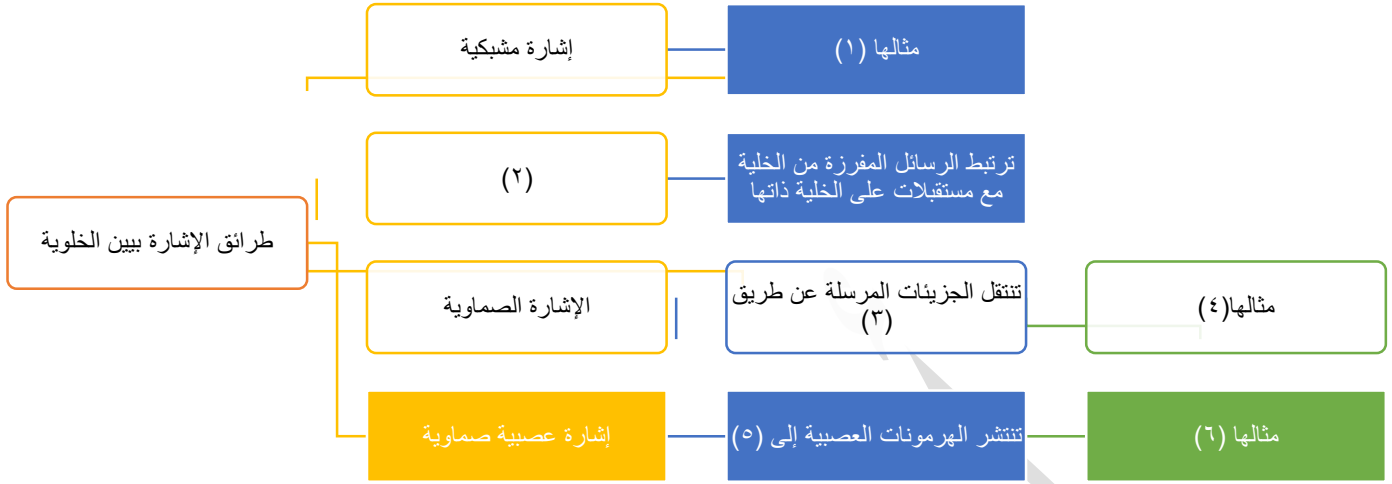 طرائق الإشارة بيين الخلوية
إشارة مشبكية
مثالها (١)
(٢)
ترتبط الرسائل المفرزة من الخلية
مع مستقبلات على الخلية ذاتها
الإشارة الصماوية
تنتقل الجزيئات المرسلة عن طريق
(٣)
مثالها(٤)
إشارة عصبية صماوية
تنتشر الهرمونات العصبية إلى (٥)
مثالها (٦)